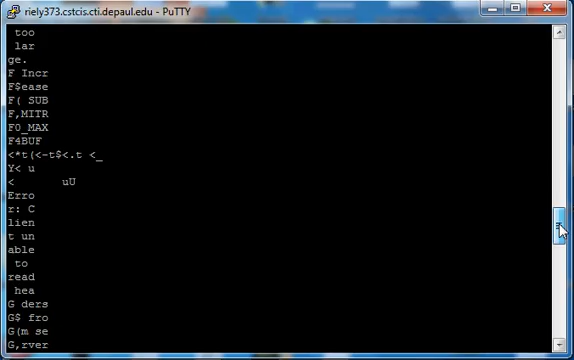 riely373.cstcis.cti.depaul.edu - PuTTY
too
lar
ge.
F Incr
F$ease
F( SUB
F,MITR
F0_MAX
F4BUF
<*t(<-t$<.t <_
Y< u
< uU
Erro
r: C
lien
t un
able
to
read
hea
G ders
G$ fro
G(m se
G,rver